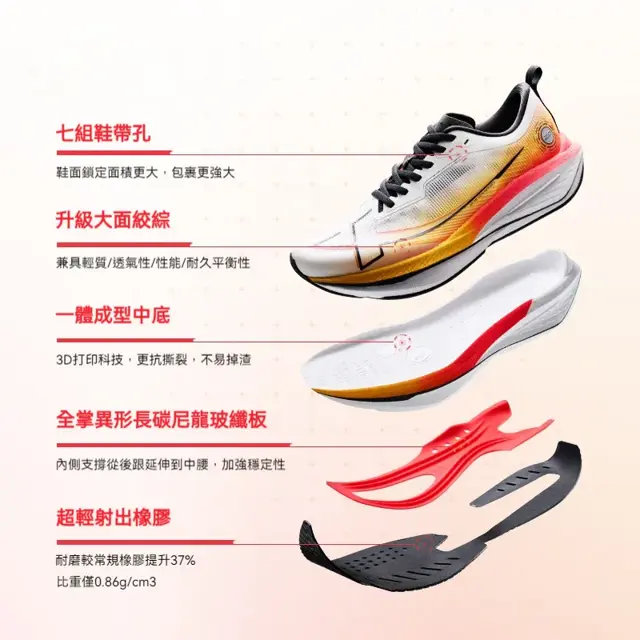 七組鞋帶孔
鞋面鎖定面積更大，包裹更強大
升級大面絞綜
兼具輕質/透氣性/性能/耐久平衡性
一體成型中底
3D打印科技，更抗撕裂，不易掉渣
全掌異形長碳尼龍玻纖板
內側支撐從後跟延伸到中腰，加強穩定性
超輕射出橡膠
耐磨較常規橡膠提升37%
比重僅0.86g/cm3